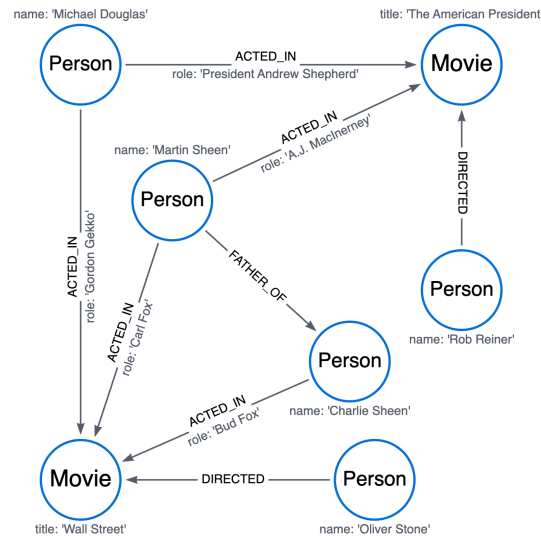 name: 'Michael Douglas'
title: 'The American President
Person
ACTED_IN
role: 'President Andrew Shepherd'
Movie
ACTED_IN
role: 'A.J. MacInerney'
name: 'Martin Sheen'
Person
DIRECTED
ACTED_IN
role: 'Gordon Gekko'
FATHER_OF
Person
name: 'Rob Reiner'
ACTED_IN
role: 'Carl Fox'
Person
name: 'Charlie Sheen'
ACTED_IN
role: 'Bud Fox'
Movie
DIRECTED
Person
title: 'Wall Street'
name: 'Oliver Stone'